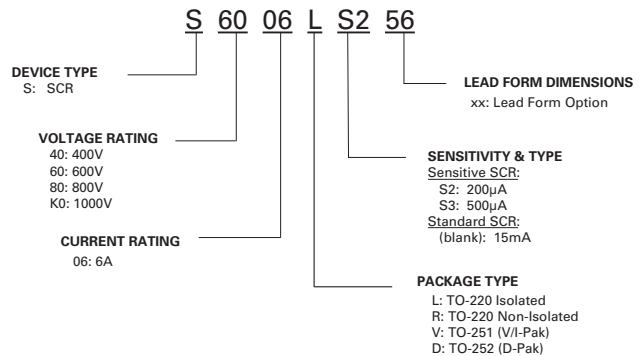 S 60 06 L S2 56
DEVICE TYPE
S: SCR
VOLTAGE RATING
40: 400V
60: 600V
80: 800V
K0: 1000V
CURRENT RATING
06: 6A
LEAD FORM DIMENSIONS
xx: Lead Form Option
SENSITIVITY & TYPE
Sensitive SCR:
S2: 200μA
S3: 500μA
Standard SCR:
(blank): 15mA
PACKAGE TYPE
L: TO-220 Isolated
R: TO-220 Non-Isolated
V: TO-251 (V/I-Pak)
D: TO-252 (D-Pak)